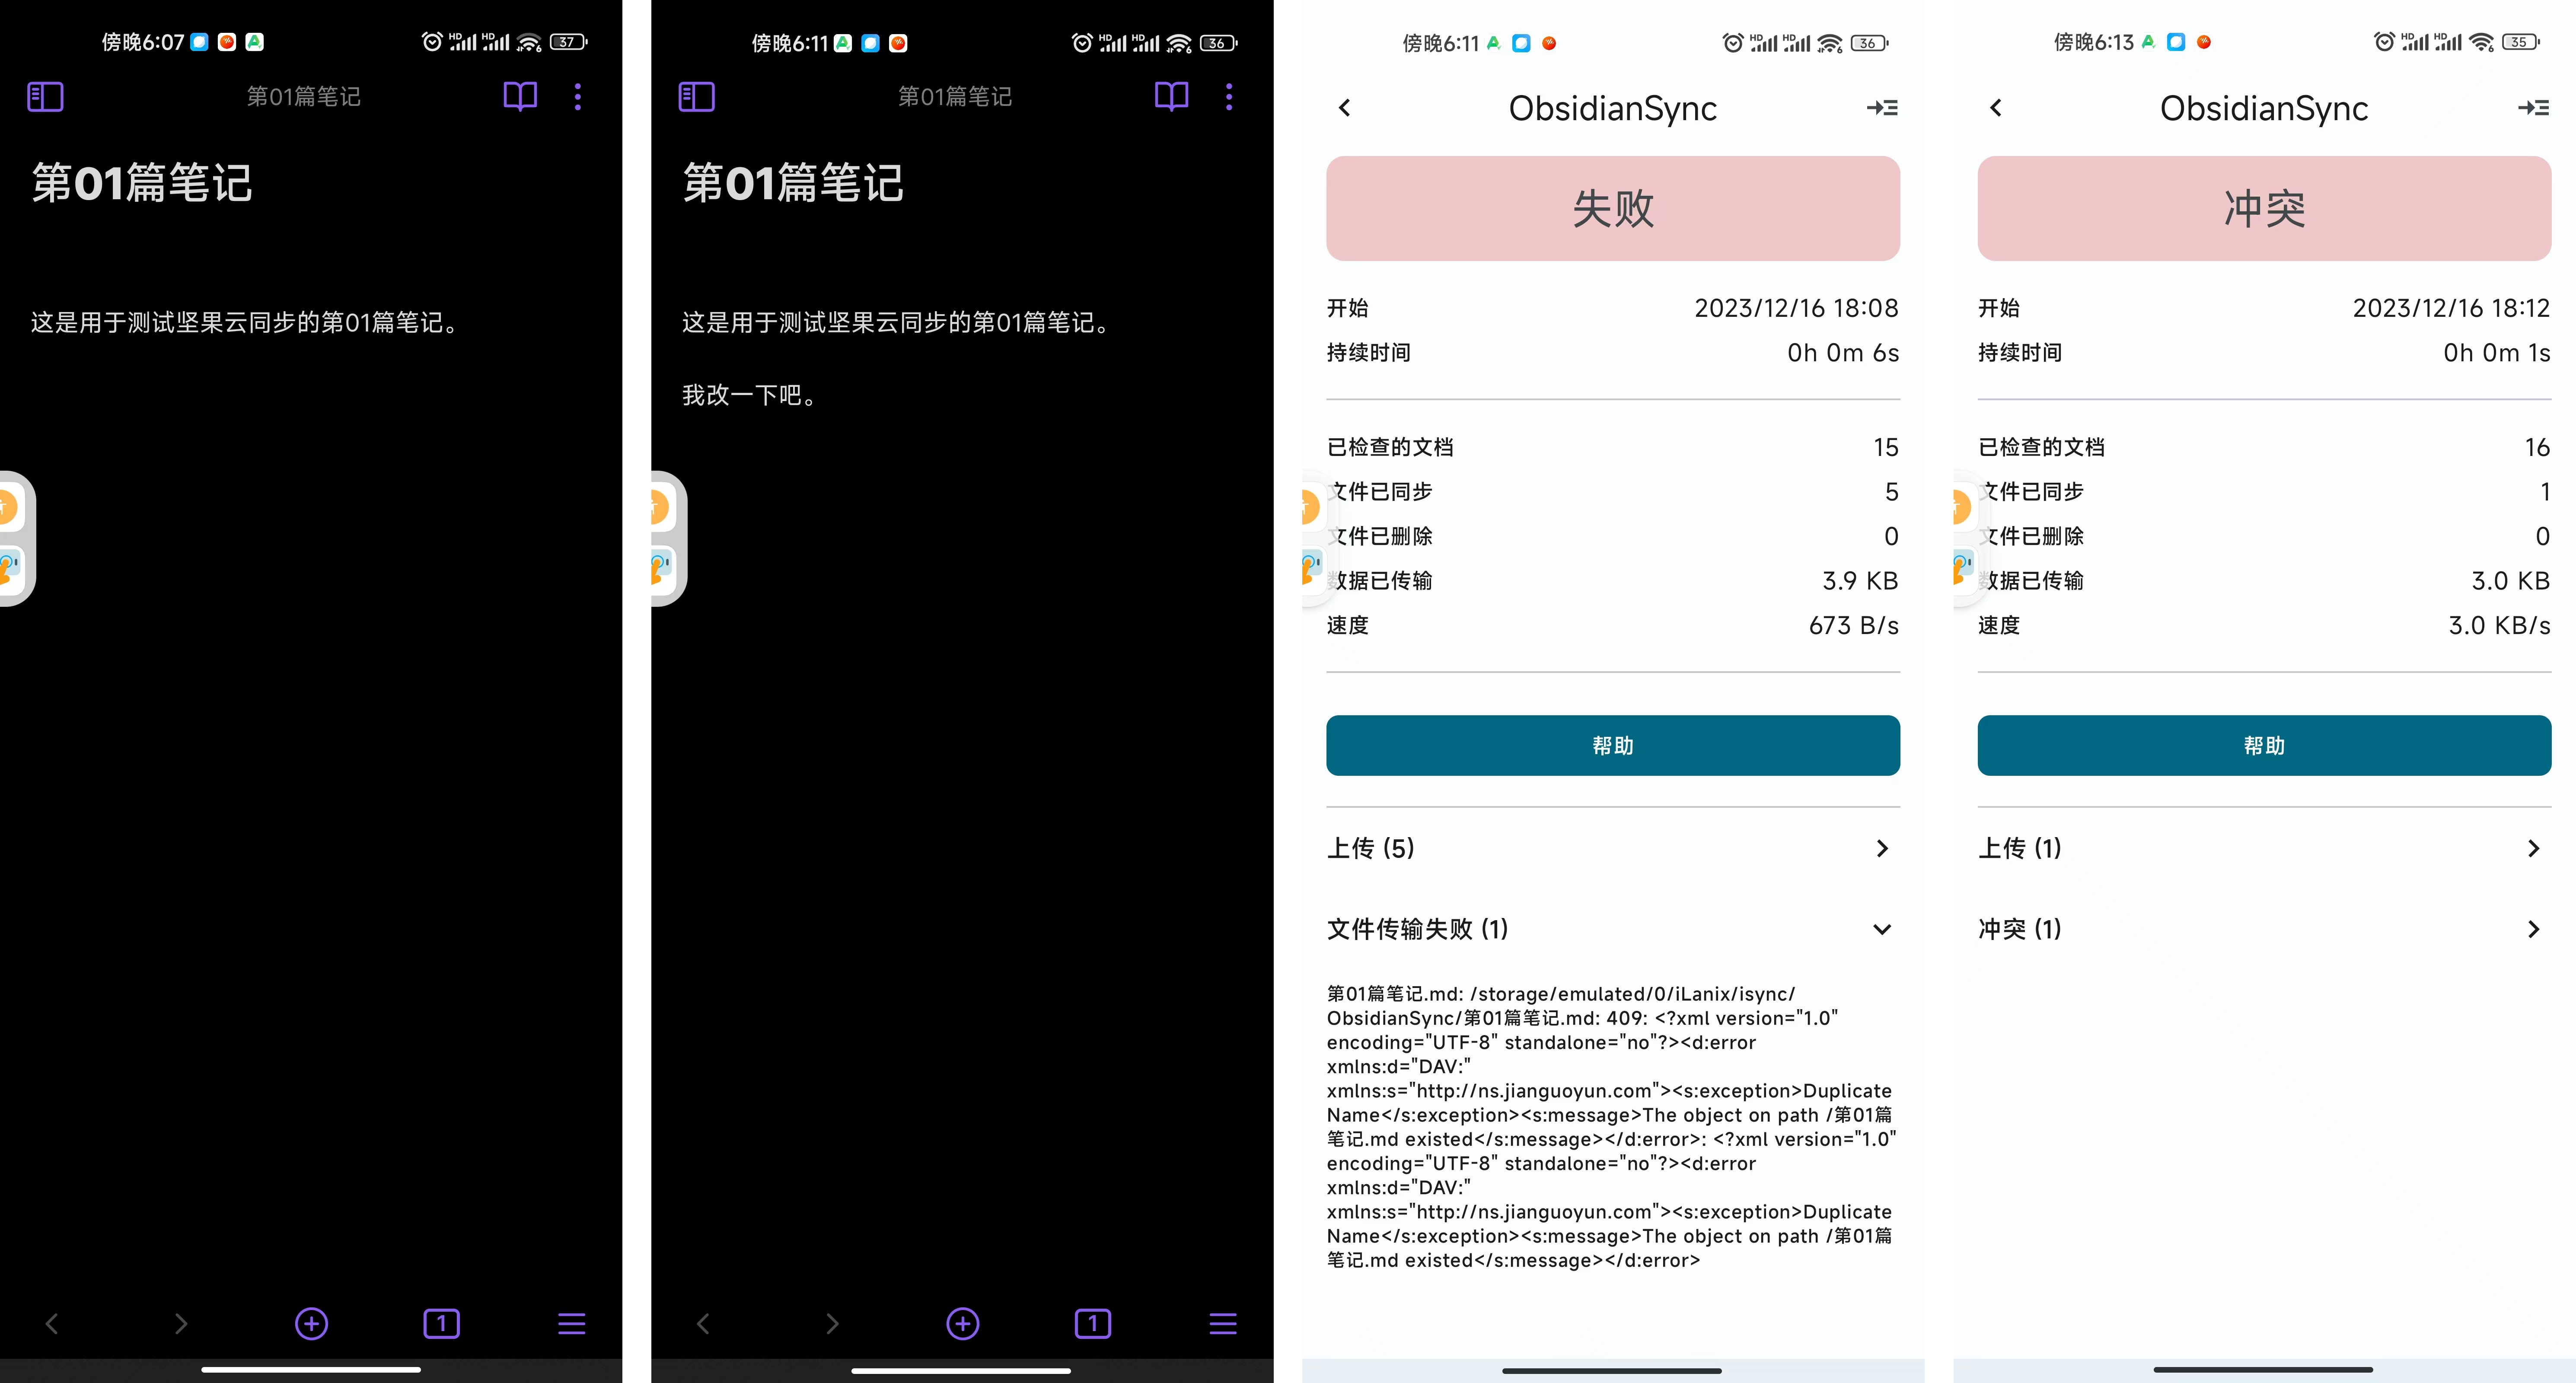 傍晚6:07
HD
HD
6
37
第01篇笔记
第01篇笔记
这是用于测试坚果云同步的第01篇笔记。
1
傍晚6:11
HD
HD
6
36
第01篇笔记
第01篇笔记
这是用于测试坚果云同步的第01篇笔记。
我改一下吧。
1
傍晚6:11
HD
HD
6
36
ObsidianSync
失败
开始 2023/12/16 18:08
持续时间 0h 0m 6s
已检查的文档 15
文件已同步 5
文件已删除 0
数据已传输 3.9 KB
速度 673 B/s
帮助
上传 (5)
文件传输失败 (1)
第01篇笔记.md: /storage/emulated/0/iLanix/isync/
ObsidianSync/第01篇笔记.md: 409: <?xml version="1.0"
encoding="UTF-8" standalone="no"?><d:error
xmlns:d="DAV:"
xmlns:s="http://ns.jianguoyun.com"><s:exception>Duplicate
Name</s:exception><s:message>The object on path /第01篇
笔记.md existed</s:message></d:error>: <?xml version="1.0"
encoding="UTF-8" standalone="no"?><d:error
xmlns:d="DAV:"
xmlns:s="http://ns.jianguoyun.com"><s:exception>Duplicate
Name</s:exception><s:message>The object on path /第01篇
笔记.md existed</s:message></d:error>
傍晚6:13
HD
HD
6
35
ObsidianSync
冲突
开始 2023/12/16 18:12
持续时间 0h 0m 1s
已检查的文档 16
文件已同步 1
文件已删除 0
数据已传输 3.0 KB
速度 3.0 KB/s
帮助
上传 (1)
冲突 (1)